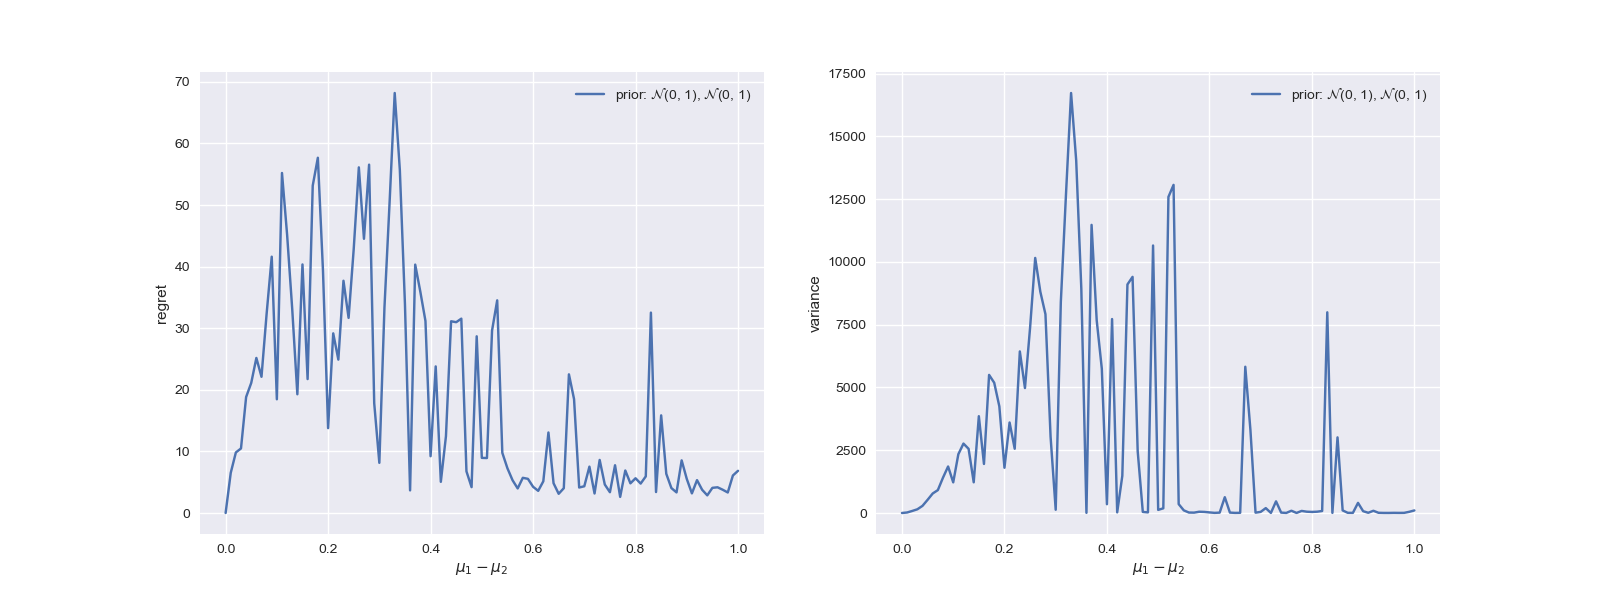 70
60
50
40
30
20
10
0
regret
prior: 𝒩(0, 1), 𝒩(0, 1)
0.0 0.2 0.4 0.6 0.8 1.0
μ₁ − μ₂
17500
15000
12500
10000
7500
5000
2500
0
variance
prior: 𝒩(0, 1), 𝒩(0, 1)
0.0 0.2 0.4 0.6 0.8 1.0
μ₁ − μ₂